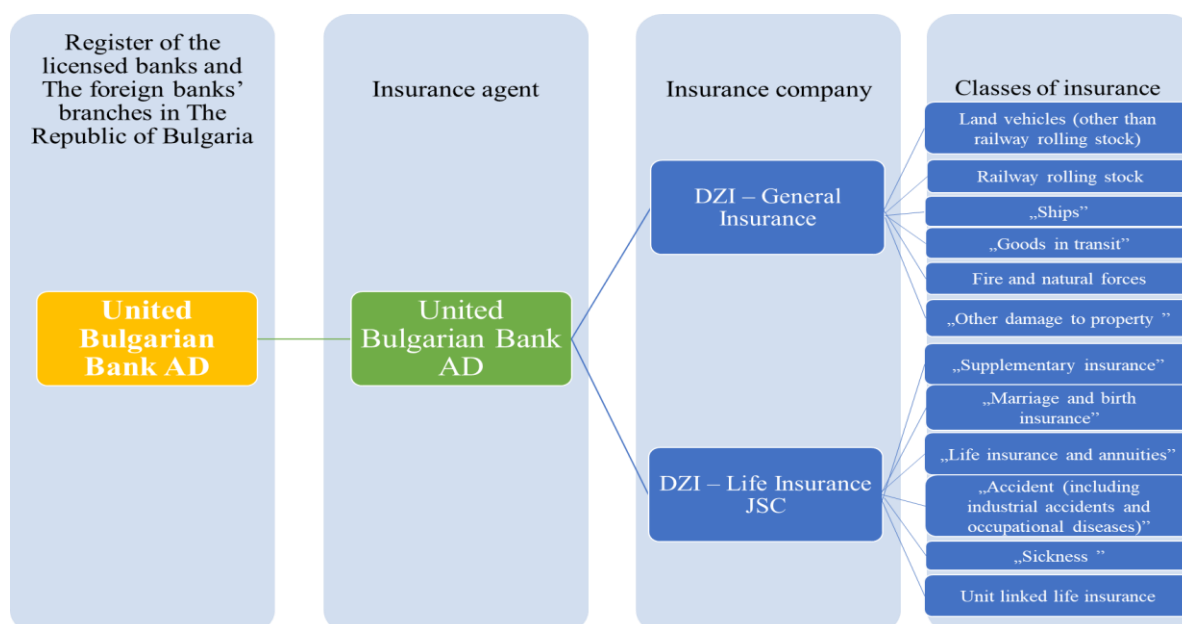 Register of the
licensed banks and
The foreign banks’
branches in The
Republic of Bulgaria
United
Bulgarian
Bank AD
Insurance agent
United
Bulgarian Bank
AD
Insurance company
DZI – General
Insurance
DZI – Life Insurance
JSC
Classes of insurance
Land vehicles (other than
railway rolling stock)
Railway rolling stock
„Ships”
„Goods in transit”
Fire and natural forces
„Other damage to property ”
„Supplementary insurance”
„Marriage and birth
insurance”
„Life insurance and annuities”
„Accident (including
industrial accidents and
occupational diseases)”
„Sickness ”
Unit linked life insurance